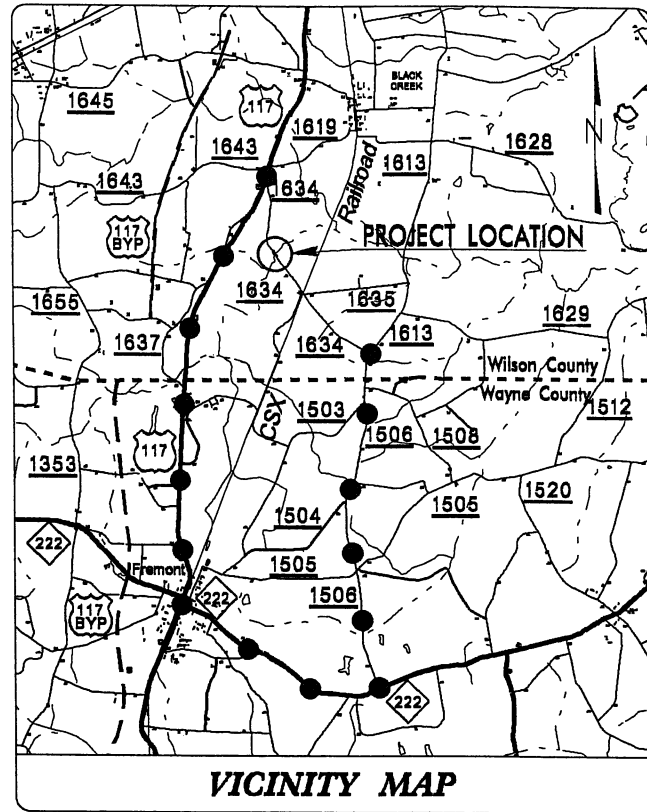 BLACK
CREEK
1645
117
1619
1643
1628
1613
1643
1634
Railroad
117
BYP
PROJECT LOCATION
1634
1635
1655
1629
1637
1634
1613
Wilson County
Wayne County
1503
CSX
1512
1506
1508
117
1353
1504
1505
1520
222
Fremont
1505
222
117
BYP
1506
222
N
VICINITY MAP